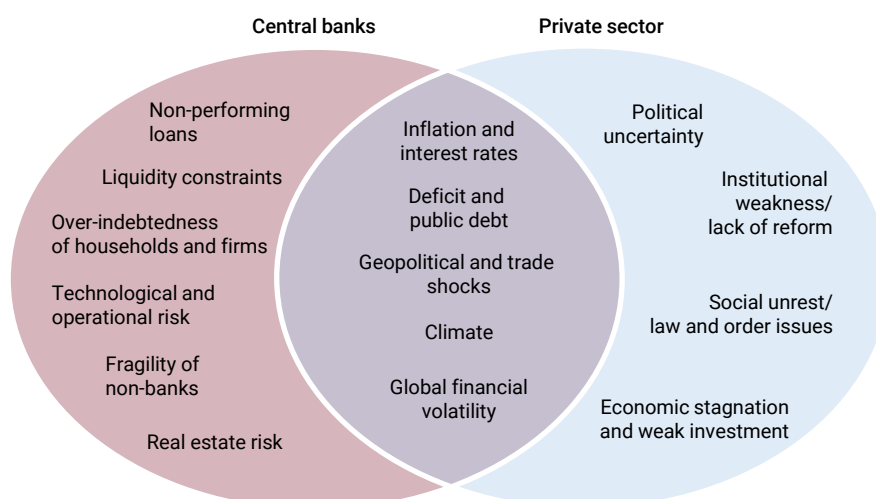 Central banks
Private sector
Non-performing
loans
Liquidity constraints
Over-indebtedness
of households and firms
Technological and
operational risk
Fragility of
non-banks
Real estate risk
Inflation and
interest rates
Deficit and
public debt
Geopolitical and trade
shocks
Climate
Global financial
volatility
Political
uncertainty
Institutional
weakness/
lack of reform
Social unrest/
law and order issues
Economic stagnation
and weak investment